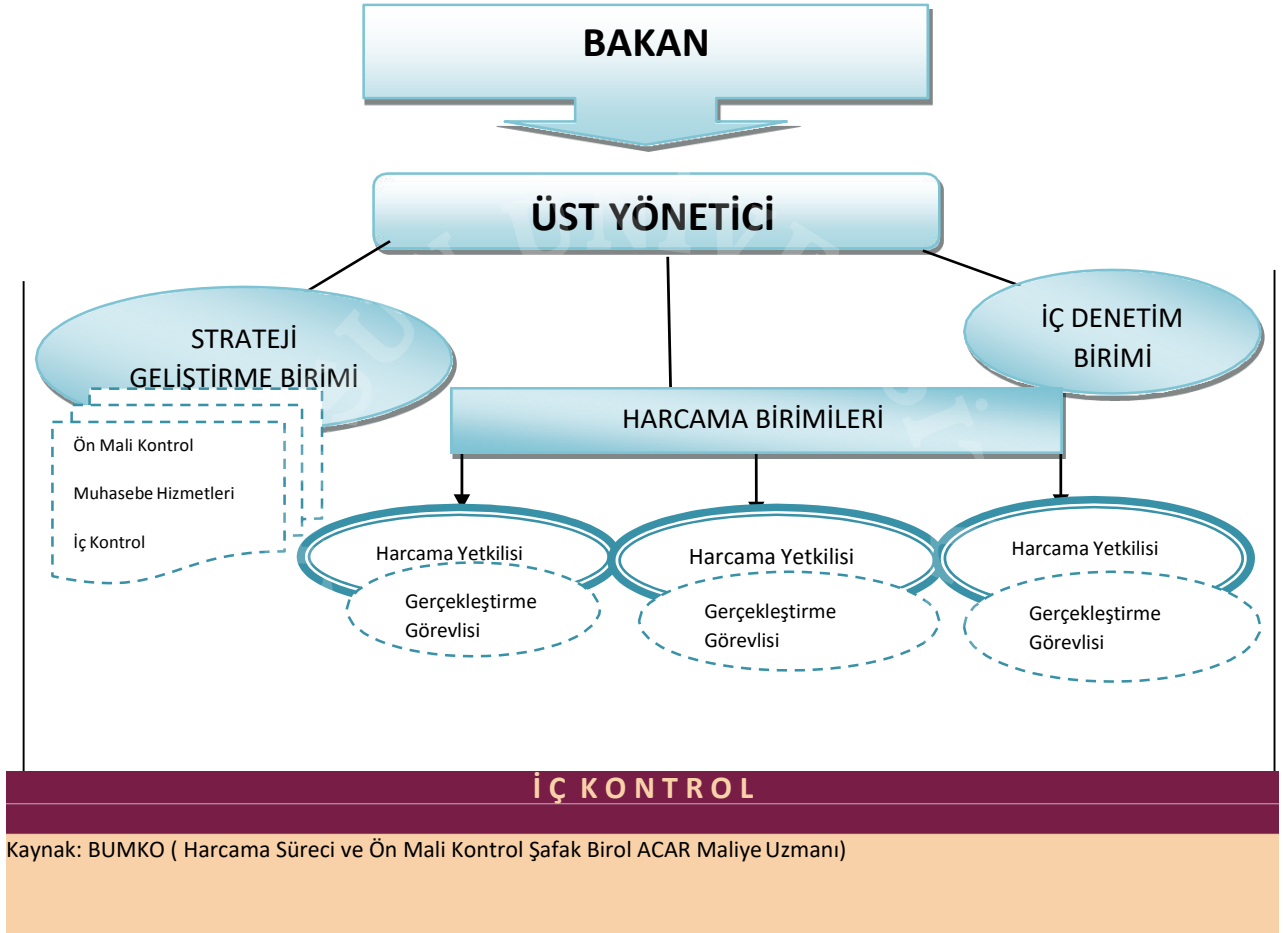 BAKAN
ÜST YÖNETİCİ
STRATEJİ
GELİŞTİRME BİRİMİ
İÇ DENETİM
BİRİMİ
HARCAMA BİRİMİLERİ
Ön Mali Kontrol
Muhasebe Hizmetleri
İç Kontrol
Harcama Yetkilisi
Gerçekleştirme
Görevlisi
Harcama Yetkilisi
Gerçekleştirme
Görevlisi
Harcama Yetkilisi
Gerçekleştirme
Görevlisi
İ Ç K O N T R O L
Kaynak: BUMKO ( Harcama Süreci ve Ön Mali Kontrol Şafak Birol ACAR Maliye Uzmanı)